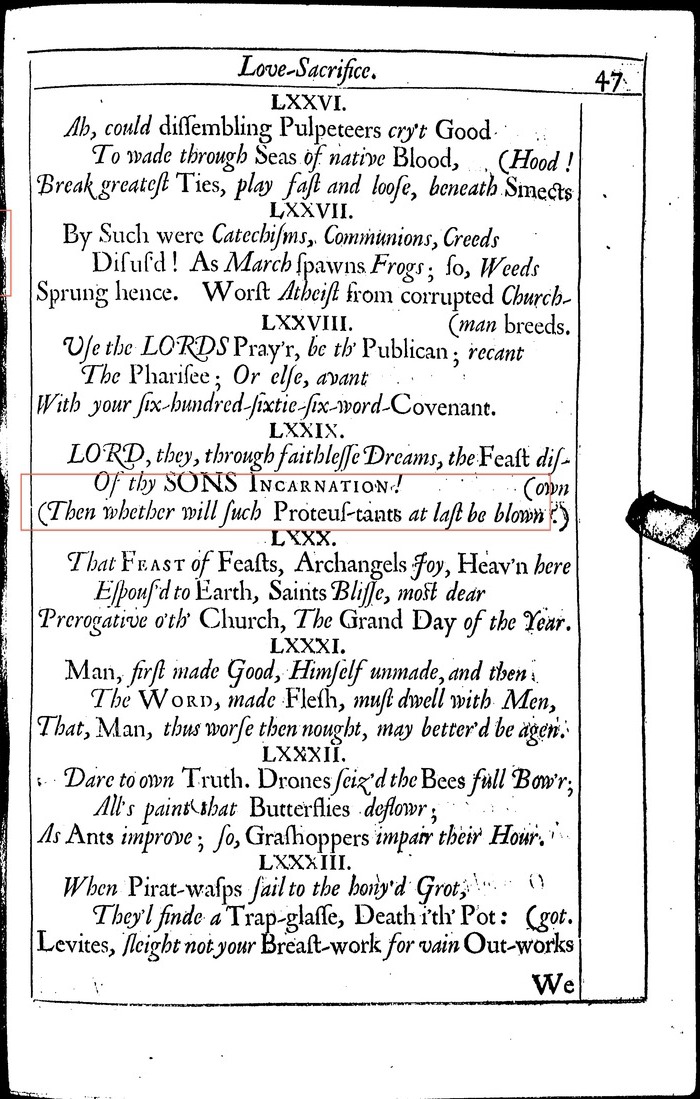 Love-Sacrifice.
47
LXXVI.
Ah, could diſſembling Pulpeteers cry't Good
To wade through Seas of native Blood, (Hood !
Break greateſt Ties, play faſt and looſe, beneath Smects
LXXVII.
By Such were Catechiſms, Communions, Creeds
Diſuſ'd ! As March ſpawns Frogs ; ſo, Weeds
Sprung hence. Worſt Atheiſt from corrupted Church-
LXXVIII. (man breeds.
Uſe the LORDS Pray'r, be th' Publican ; recant
The Phariſee ; Or elſe, avant
With your ſix-hundred-ſixtie-ſix-word-Covenant.
LXXIX.
LORD, they, through faithleſſe Dreams, the Feaſt diſ-
Of thy SONS INCARNATION! (own
(Then whether will ſuch Proteuſ-tants at laſt be blown?)
LXXX.
That FEAST of Feaſts, Archangels Joy, Heav'n here
Eſpouſ'd to Earth, Saints Bliſſe, moſt dear
Prerogative o'th' Church, The Grand Day of the Year.
LXXXI.
Man, firſt made Good, Himſelf unmade, and then
The WORD, made Fleſh, muſt dwell with Men,
That, Man, thus worſe then nought, may better'd be agen.
LXXXII.
Dare to own Truth. Drones ſeiz'd the Bees full Bow'r;
All's paint that Butterflies deflowr ;
As Ants improve ; ſo, Graſhoppers impair their Hour.
LXXXIII.
When Pirat-waſps ſail to the hony'd Grot,
They'l finde a Trap-glaſſe, Death i'th' Pot : (got.
Levites, ſleight not your Breaſt-work for vain Out-works
We